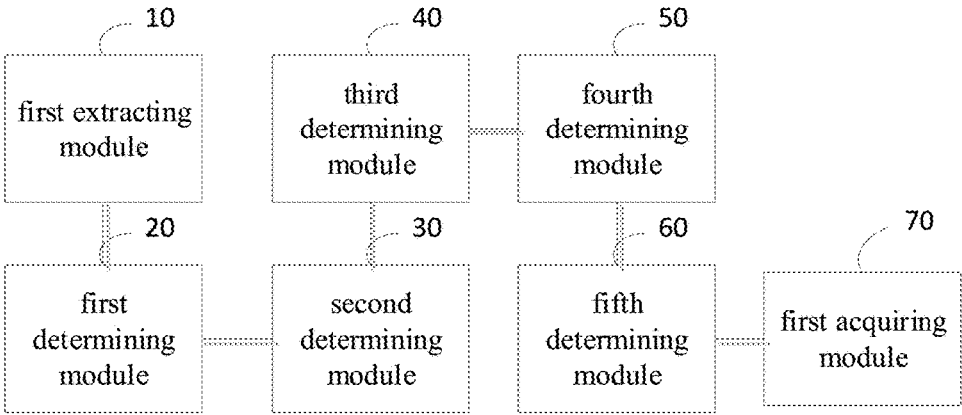 10
40
50
first extracting
module
third
determining
module
fourth
determining
module
20
30
60
70
first
determining
module
second
determining
module
fifth
determining
module
first acquiring
module